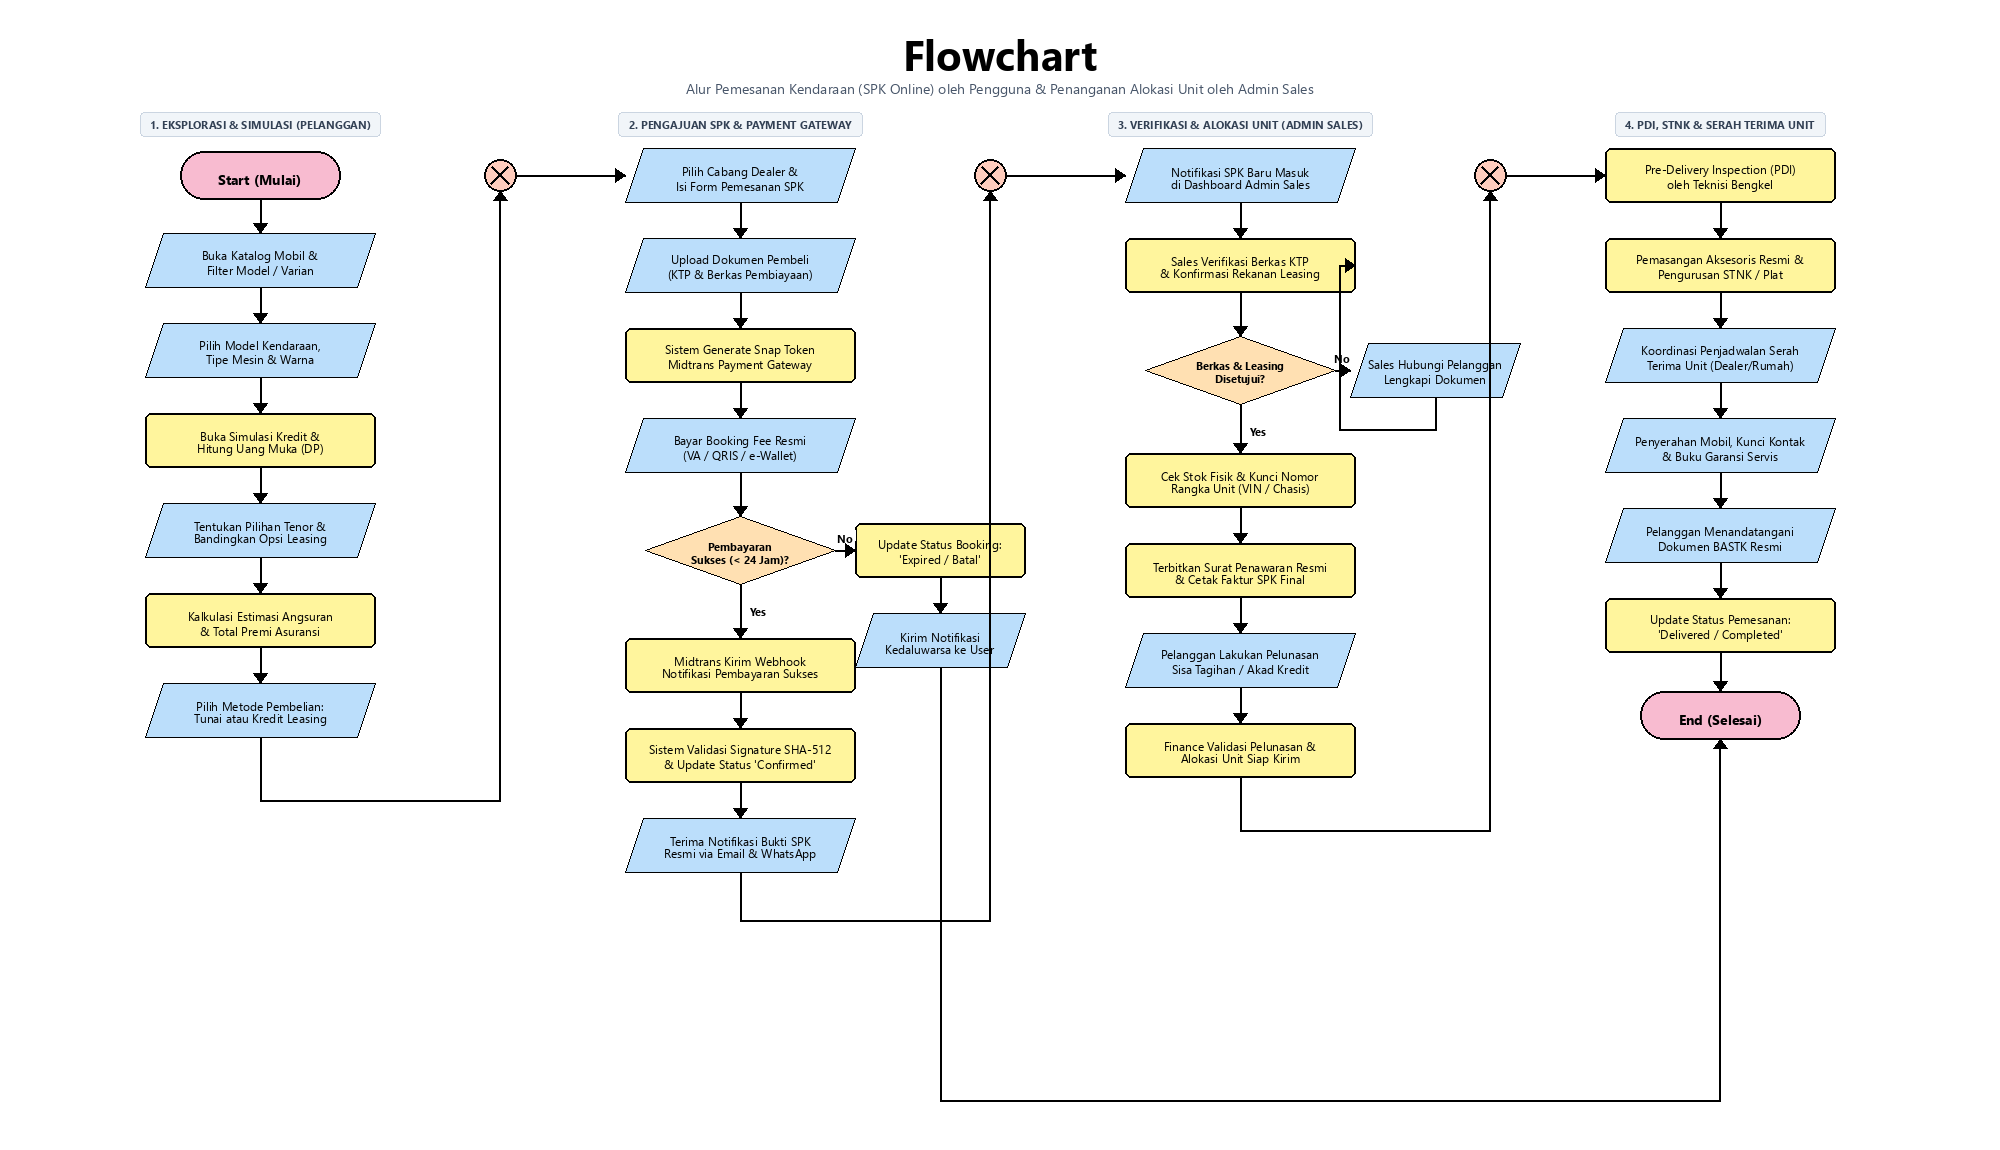 Flowchart
Alur Pemesanan Kendaraan (SPK Online) oleh Pengguna & Penanganan Alokasi Unit oleh Admin Sales
1. EKSPLORASI & SIMULASI (PELANGGAN)
Start (Mulai)
Buka Katalog Mobil &
Filter Model / Varian
Pilih Model Kendaraan,
Tipe Mesin & Warna
Buka Simulasi Kredit &
Hitung Uang Muka (DP)
Tentukan Pilihan Tenor &
Bandingkan Opsi Leasing
Kalkulasi Estimasi Angsuran
& Total Premi Asuransi
Pilih Metode Pembelian:
Tunai atau Kredit Leasing
2. PENGAJUAN SPK & PAYMENT GATEWAY
Pilih Cabang Dealer &
Isi Form Pemesanan SPK
Upload Dokumen Pembeli
(KTP & Berkas Pembiayaan)
Sistem Generate Snap Token
Midtrans Payment Gateway
Bayar Booking Fee Resmi
(VA / QRIS / e-Wallet)
Pembayaran
Sukses (< 24 Jam)?
No
Update Status Booking:
'Expired / Batal'
Kirim Notifikasi
Kedaluwarsa ke User
Yes
Midtrans Kirim Webhook
Notifikasi Pembayaran Sukses
Sistem Validasi Signature SHA-512
& Update Status 'Confirmed'
Terima Notifikasi Bukti SPK
Resmi via Email & WhatsApp
3. VERIFIKASI & ALOKASI UNIT (ADMIN SALES)
Notifikasi SPK Baru Masuk
di Dashboard Admin Sales
Sales Verifikasi Berkas KTP
& Konfirmasi Rekanan Leasing
Berkas & Leasing
Disetujui?
No
Sales Hubungi Pelanggan
Lengkapi Dokumen
Yes
Cek Stok Fisik & Kunci Nomor
Rangka Unit (VIN / Chasis)
Terbitkan Surat Penawaran Resmi
& Cetak Faktur SPK Final
Pelanggan Lakukan Pelunasan
Sisa Tagihan / Akad Kredit
Finance Validasi Pelunasan &
Alokasi Unit Siap Kirim
4. PDI, STNK & SERAH TERIMA UNIT
Pre-Delivery Inspection (PDI)
oleh Teknisi Bengkel
Pemasangan Aksesoris Resmi &
Pengurusan STNK / Plat
Koordinasi Penjadwalan Serah
Terima Unit (Dealer/Rumah)
Penyerahan Mobil, Kunci Kontak
& Buku Garansi Servis
Pelanggan Menandatangani
Dokumen BASTK Resmi
Update Status Pemesanan:
'Delivered / Completed'
End (Selesai)